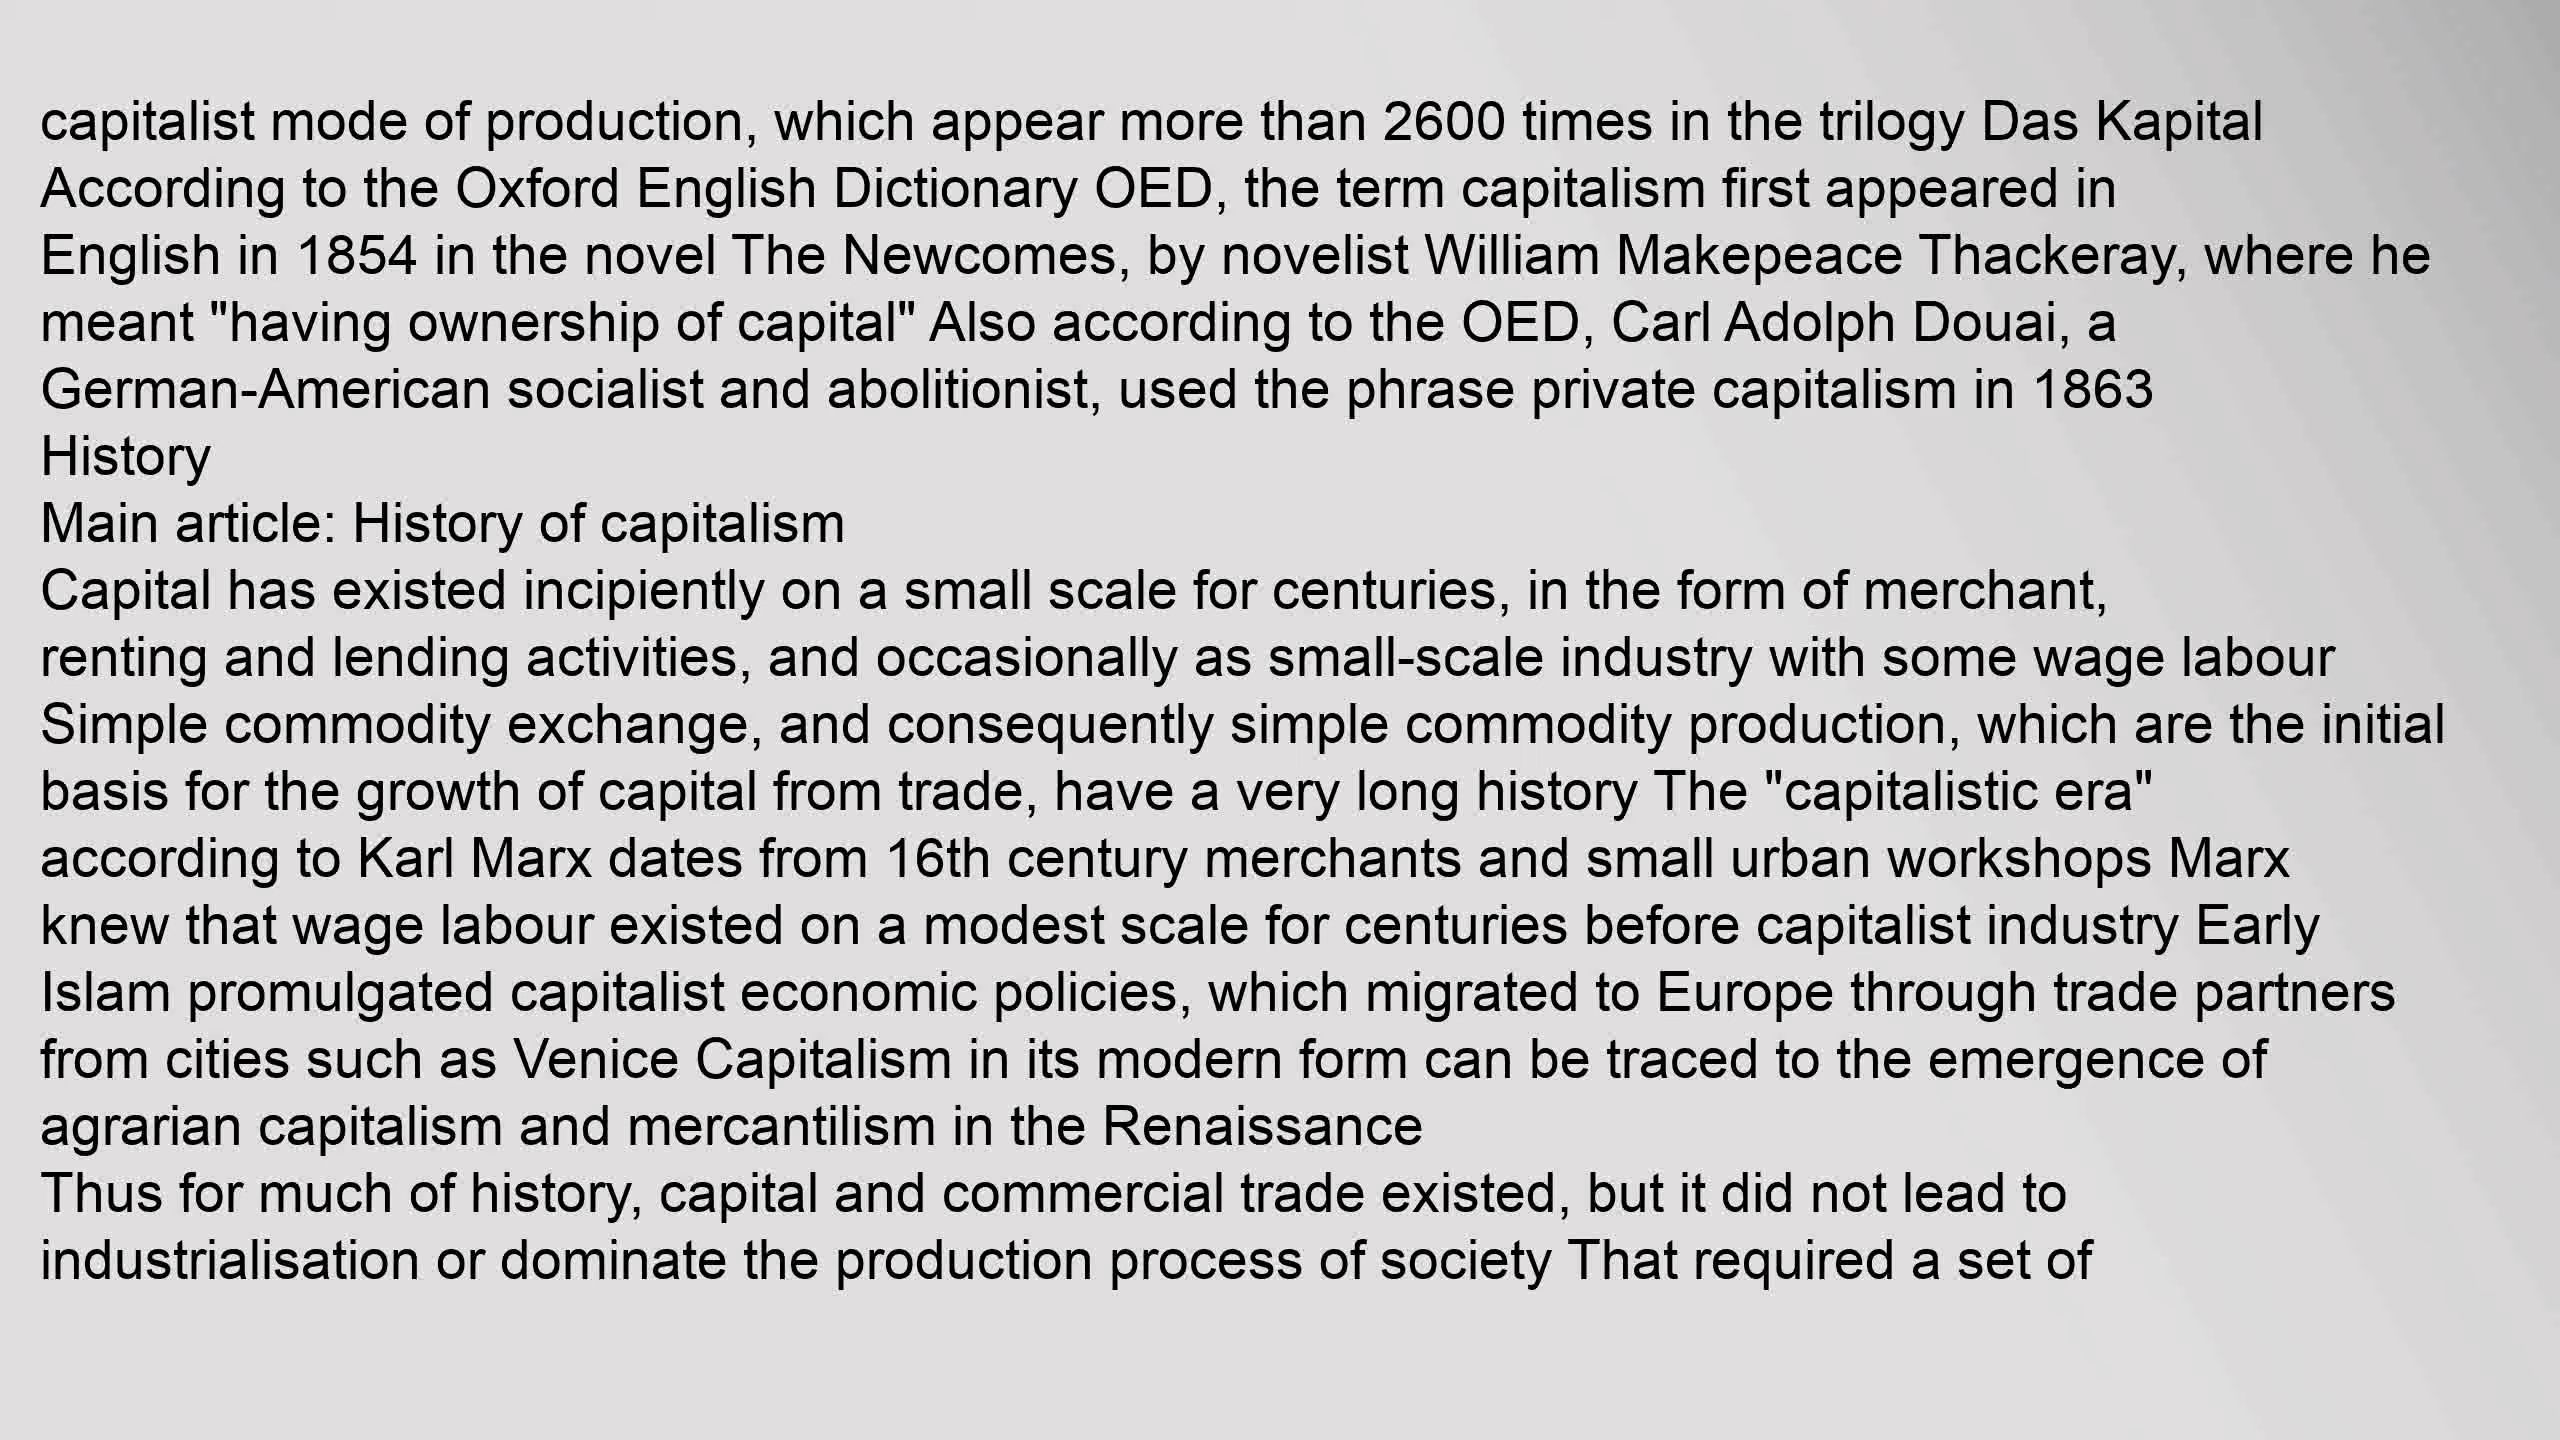 capitalist mode of production, which appear more than 2600 times in the trilogy Das Kapital
According to the Oxford English Dictionary OED, the term capitalism first appeared in
English in 1854 in the novel The Newcomes, by novelist William Makepeace Thackeray, where he
meant "having ownership of capital" Also according to the OED, Carl Adolph Douai, a
German-American socialist and abolitionist, used the phrase private capitalism in 1863
History
Main article: History of capitalism
Capital has existed incipiently on a small scale for centuries, in the form of merchant,
renting and lending activities, and occasionally as small-scale industry with some wage labour
Simple commodity exchange, and consequently simple commodity production, which are the initial
basis for the growth of capital from trade, have a very long history The "capitalistic era"
according to Karl Marx dates from 16th century merchants and small urban workshops Marx
knew that wage labour existed on a modest scale for centuries before capitalist industry Early
Islam promulgated capitalist economic policies, which migrated to Europe through trade partners
from cities such as Venice Capitalism in its modern form can be traced to the emergence of
agrarian capitalism and mercantilism in the Renaissance
Thus for much of history, capital and commercial trade existed, but it did not lead to
industrialisation or dominate the production process of society That required a set of